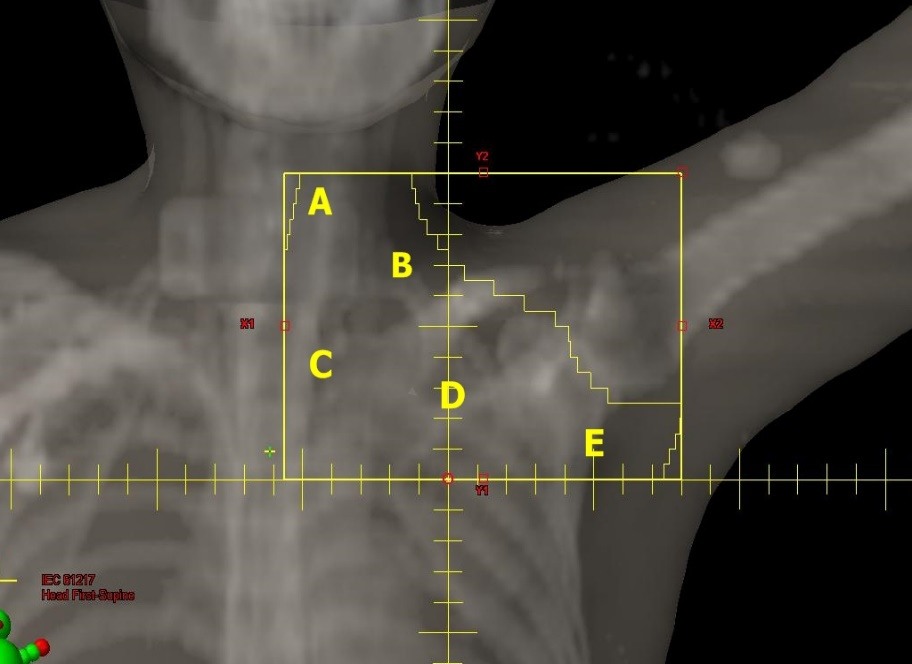 Y2
A
B
X1
X2
C
D
E
Y1
IEC 61217
Head First-Supine